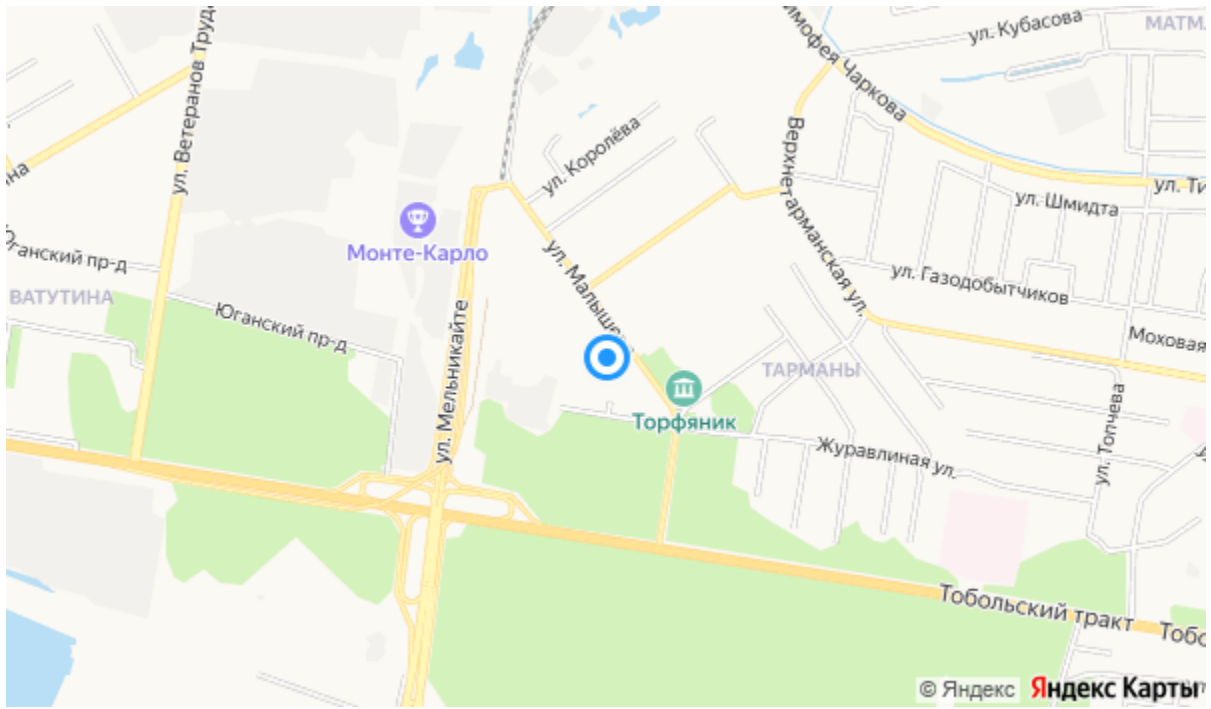 ул. Кубасова
МАТМ
имофея Чаркова
ул. Ветеранов Труд
ул. Королёва
Верхнетарманская ул.
на
ул. Ти
ул. Шмидта
Монте-Карло
Юганский пр-д
ул. Малыше
ул. Газодобытчиков
ВАТУТИНА
Юганский пр-д
ул. Мельникайте
Моховая
ТАРМАНЫ
Торфяник
ул. Топчева
Журавлиная ул.
Тобольский тракт
Тобо
© Яндекс Яндекс Карты